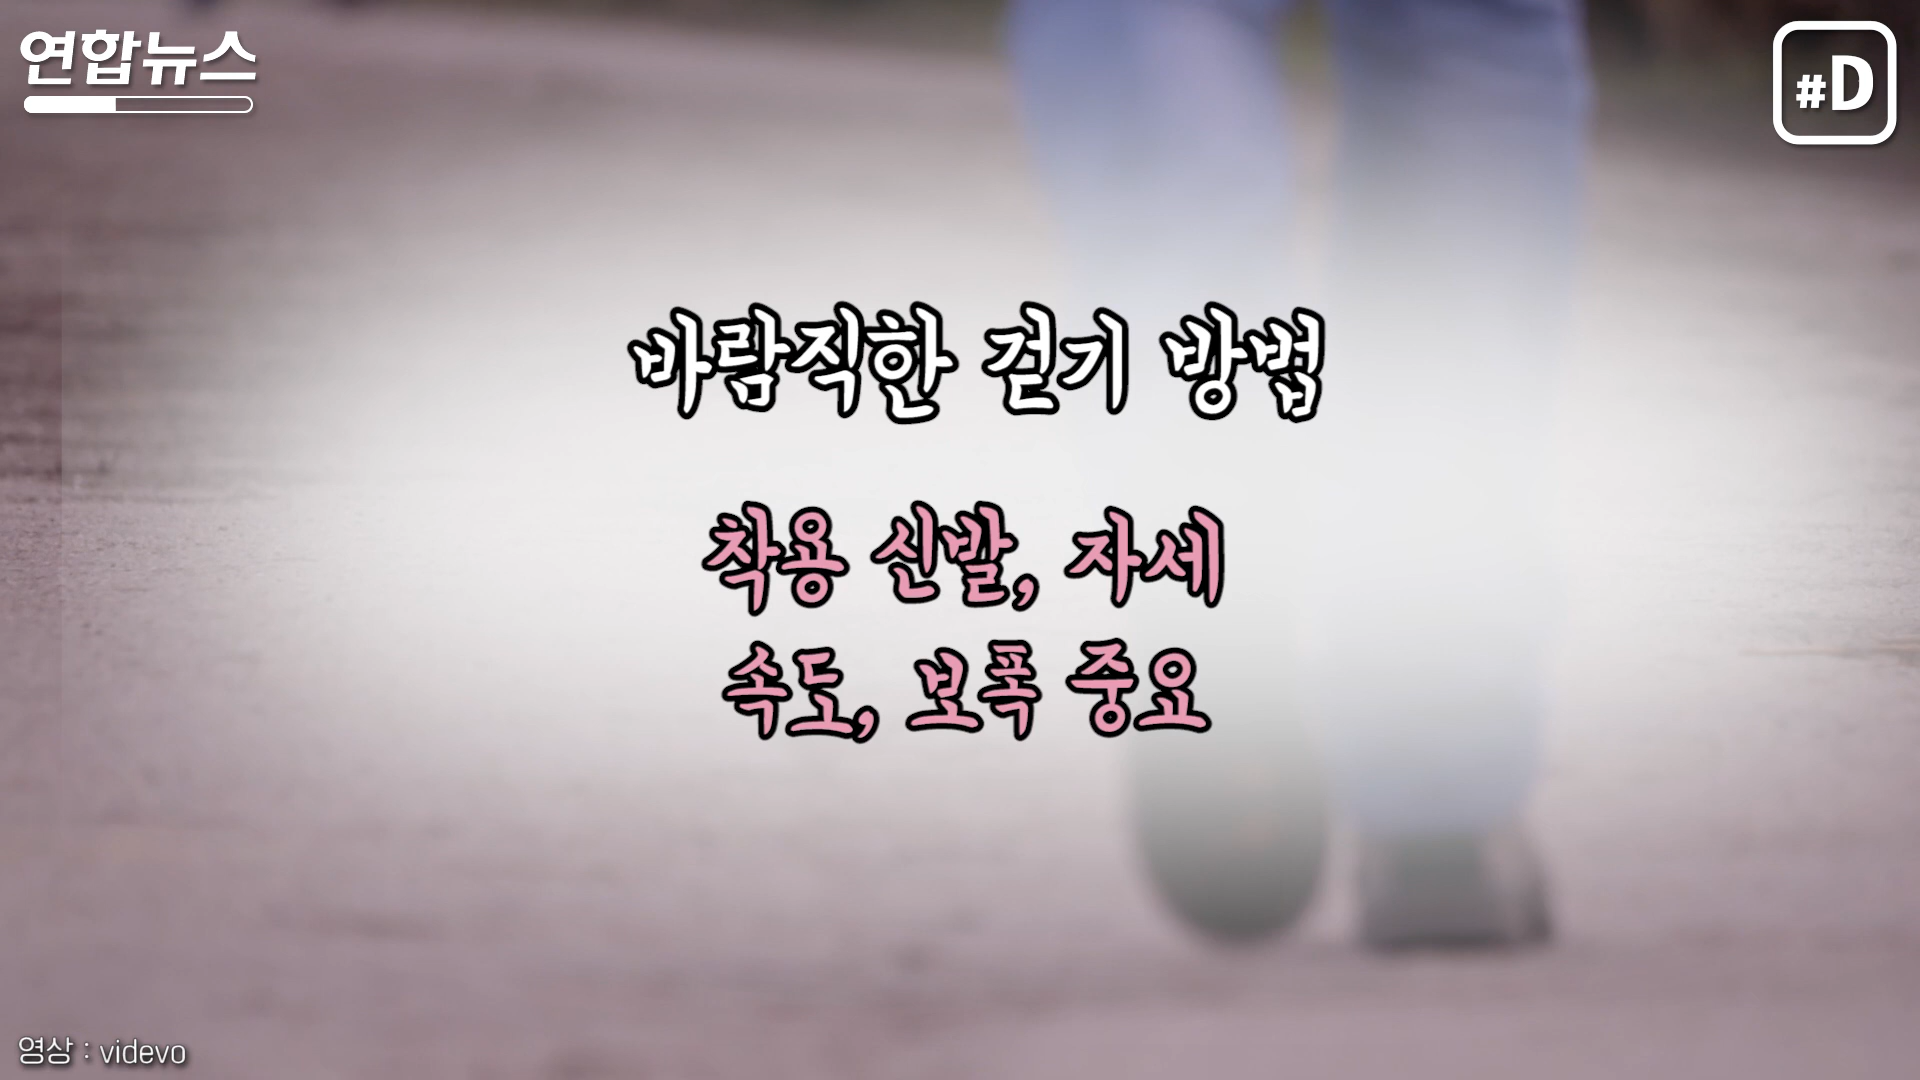 연합뉴스
#D
바람직한 걷기 방법
착용 신발, 자세
속도, 보폭 중요
영상 : videvo